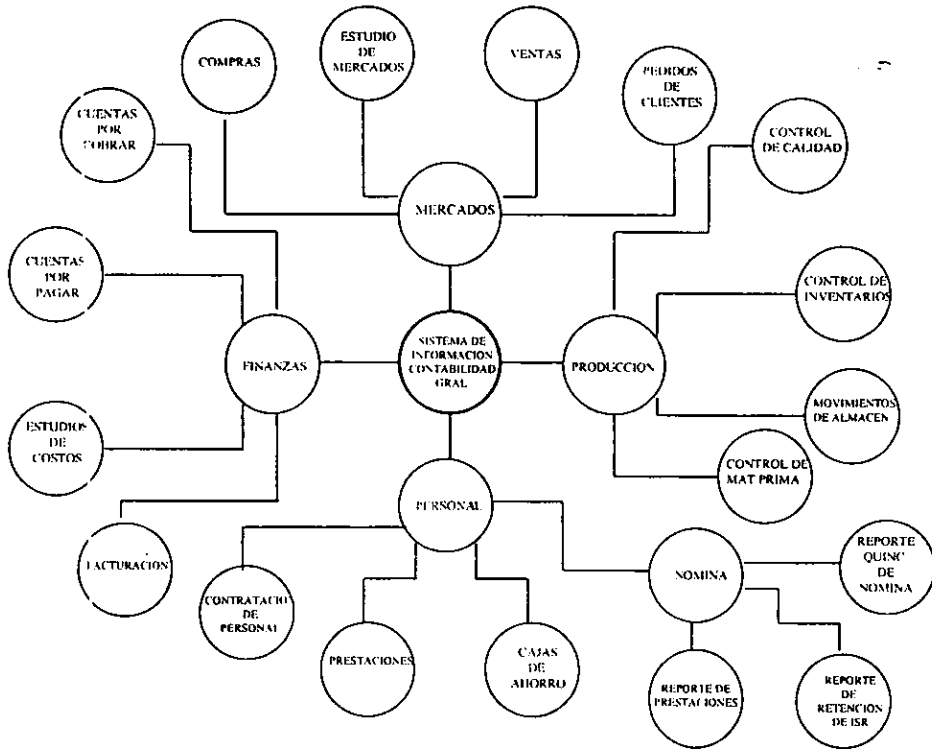 COMPRAS
ESTUDIO
DE
MERCADOS
VENTAS
PEDIDOS DE
CLIENTES
CUENTAS
POR
COBRAR
CONTROL
DE CALIDAD
MERCADOS
CUENTAS
POR
PAGAR
CONTROL DE
INVENTARIOS
FINANZAS
SISTEMA DE
INFORMACION
CONTABILIDAD
GRAL
PRODUCCION
ESTUDIOS
DE
COSTOS
MOVIMIENTOS
DE ALMACEN
CONTROL DE
MAT PRIMA
PERSONAL
FACTURACION
CONTRATACIO
DE
PERSONAL
PRESTACIONES
CAJAS
DE
AHORRO
NOMINA
REPORTE
QUINC
DE
NOMINA
REPORTE DE
PRESTACIONES
REPORTE
DE
RETENCION
DE ISR